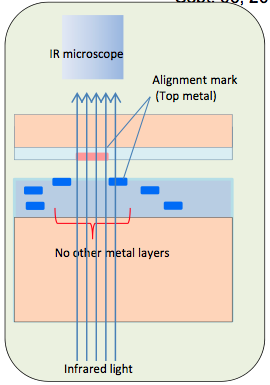 IR microscope
Alignment mark
(Top metal)
No other metal layers
Infrared light